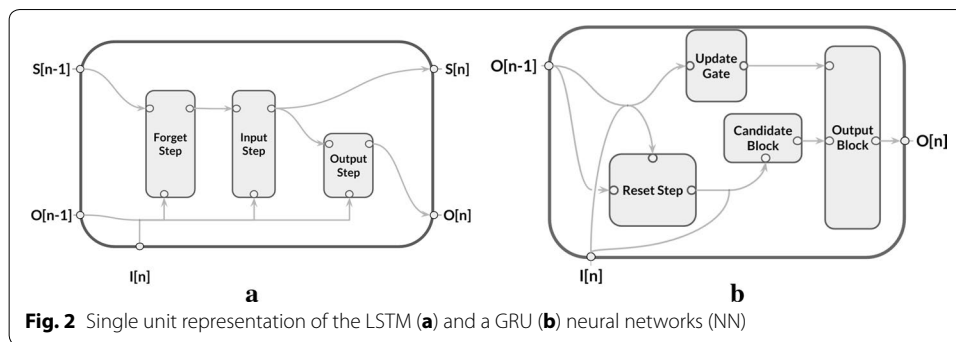 S[n-1]
S[n]
Forget
Step
Input
Step
Output
Step
O[n-1]
O[n]
I[n]
a
O[n-1]
Update
Gate
Candidate
Block
Output
Block
O[n]
Reset Step
I[n]
b
Fig. 2 Single unit representation of the LSTM (a) and a GRU (b) neural networks (NN)